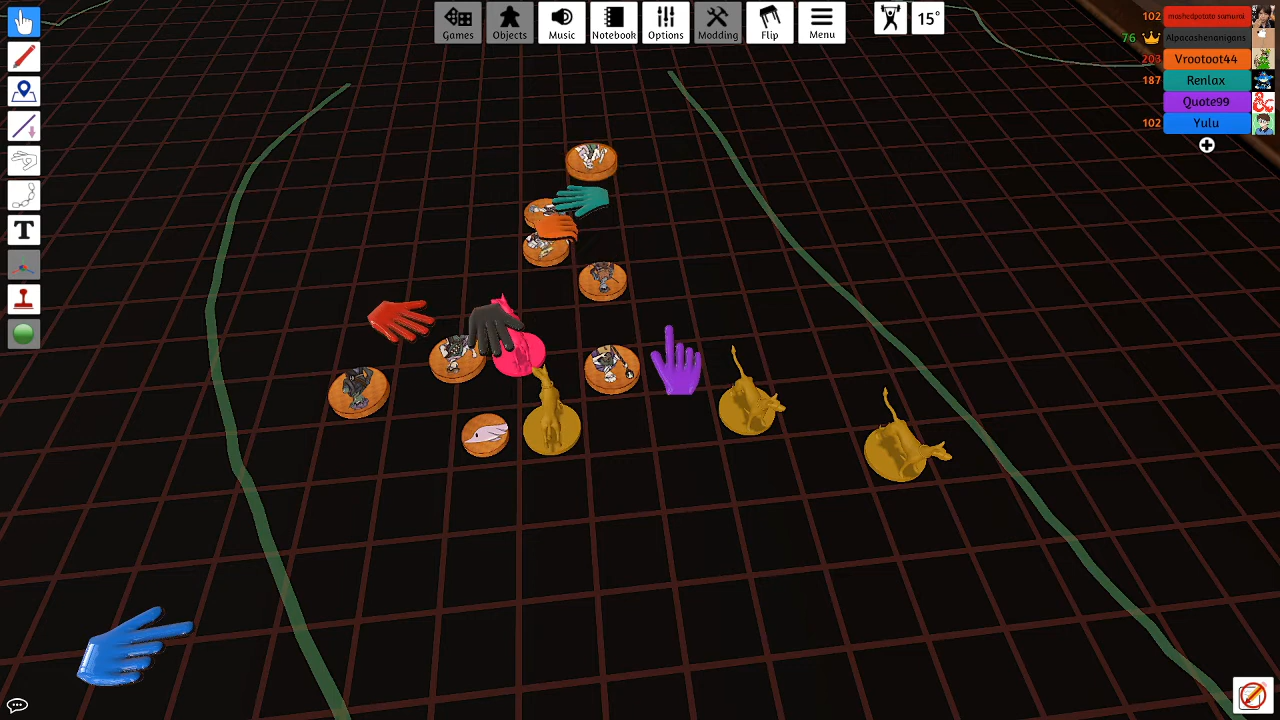 Games
Objects
Music
Notebook
Options
Modding
Flip
Menu
15°
T
102 mashedpotato samurai
76 Alpacashenanigans
203 Vrootoot44
187 Renlax
Quote99
102 Yulu